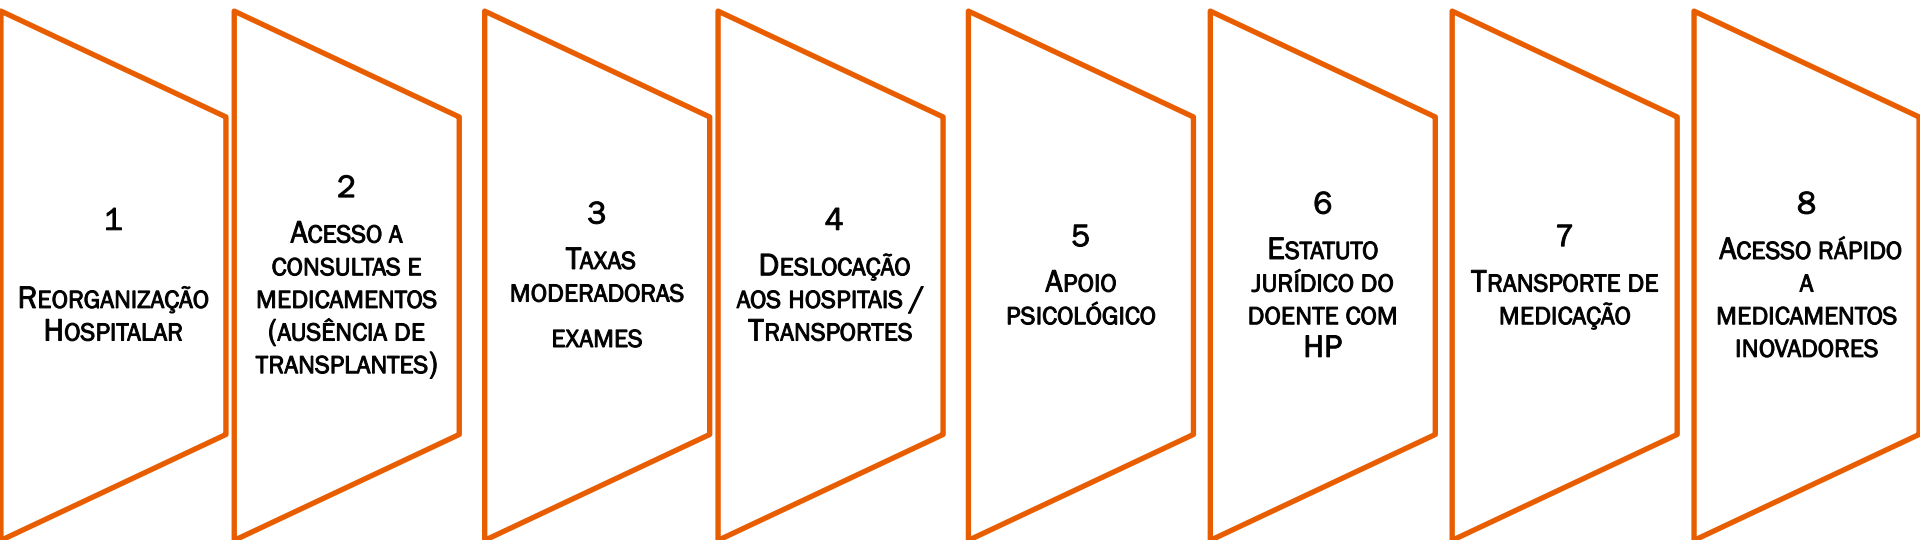 1
Reorganização
Hospitalar
2
Acesso a
consultas e
medicamentos
(ausência de
transplantes)
3
Taxas
moderadoras
exames
4
Deslocação
aos hospitais /
Transportes
5
Apoio
psicológico
6
Estatuto
jurídico do
doente com
HP
7
Transporte de
medicação
8
Acesso rápido
a
medicamentos
inovadores